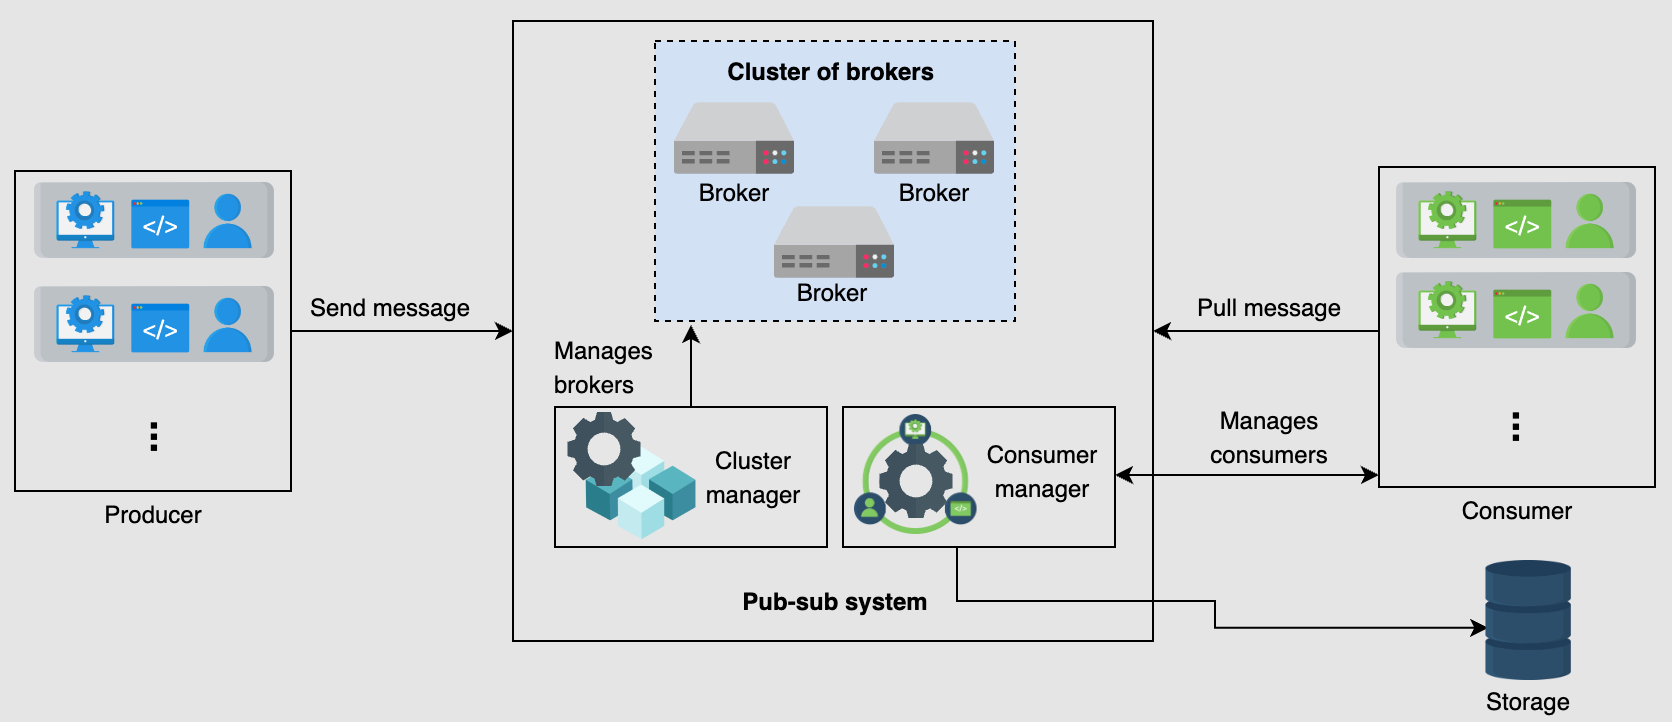 Cluster of brokers
Broker
Broker
Broker
</>
</>
Send message
Producer
Manages
brokers
Cluster
manager
Consumer
manager
</>
Pub-sub system
Pull message
Manages
consumers
</>
</>
Consumer
Storage